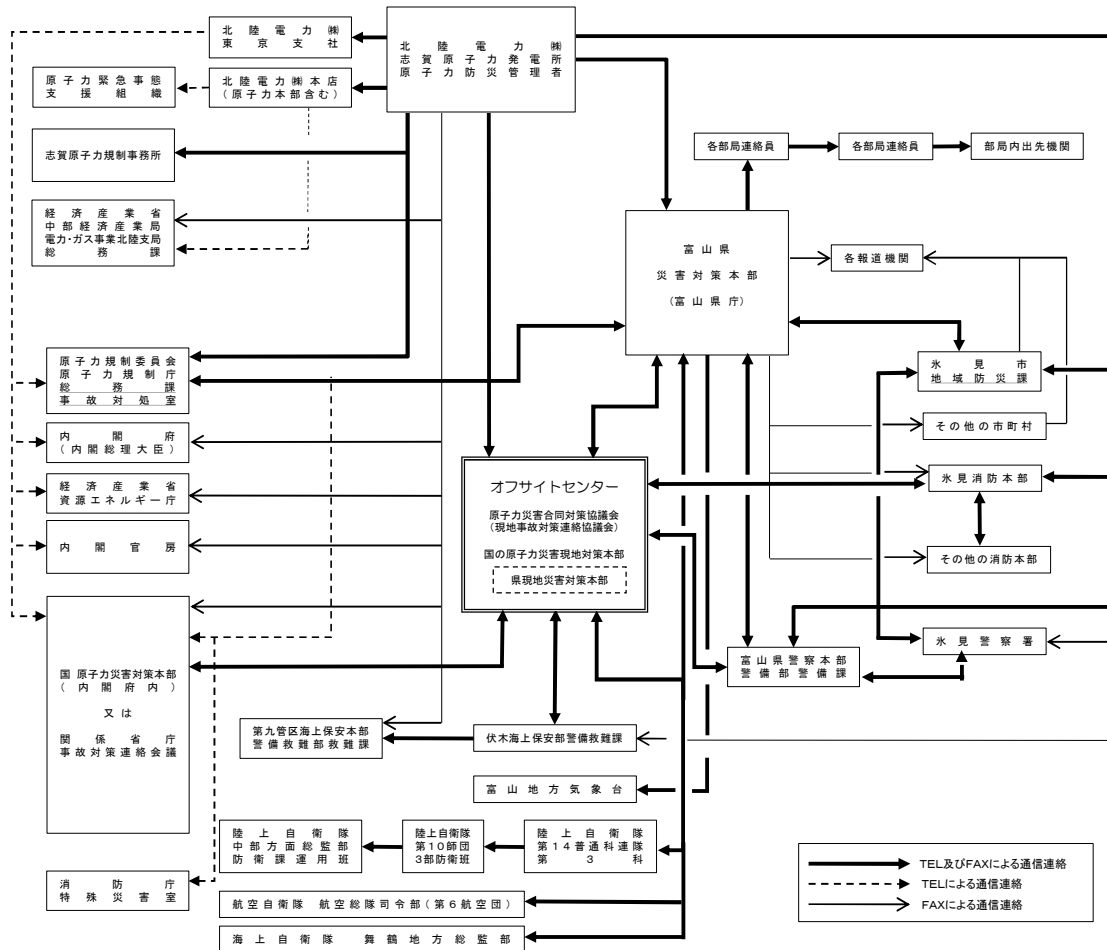 北陸電力㈱
東京支社
北陸電力㈱
志賀原子力発電所
原子力防災管理者
原子力緊急事態
支援組織
北陸電力㈱本店
(原子力本部含む)
志賀原子力規制事務所
各部局連絡員
各部局連絡員
部局内出先機関
経済産業省
中部経済産業局
電力・ガス事業北陸支局
総務課
富山県
災害対策本部
(富山県庁)
各報道機関
原子力規制委員会
原子力規制庁
総務課
事故対処室
氷見市
地域防災課
内閣府
(内閣総理大臣)
その他の市町村
経済産業省
資源エネルギー庁
オフサイトセンター
原子力災害合同対策協議会
(現地事故対策連絡協議会)
国の原子力災害現地対策本部
県現地災害対策本部
氷見消防本部
内閣官房
その他の消防本部
国 原子力災害対策本部
(内閣府内)
又は
関係省庁
事故対策連絡会議
氷見警察署
富山県警察本部
警備部警備課
第九管区海上保安本部
警備救難部救難課
伏木海上保安部警備救難課
富山地方気象台
陸上自衛隊
中部方面総監部
防衛課運用班
陸上自衛隊
第10師団
3部防衛班
陸上自衛隊
第14普通科連隊
第3科
消防庁
特殊災害室
航空自衛隊 航空総隊司令部(第6航空団)
海上自衛隊 舞鶴地方総監部
TEL及びFAXによる通信連絡
TELによる通信連絡
FAXによる通信連絡